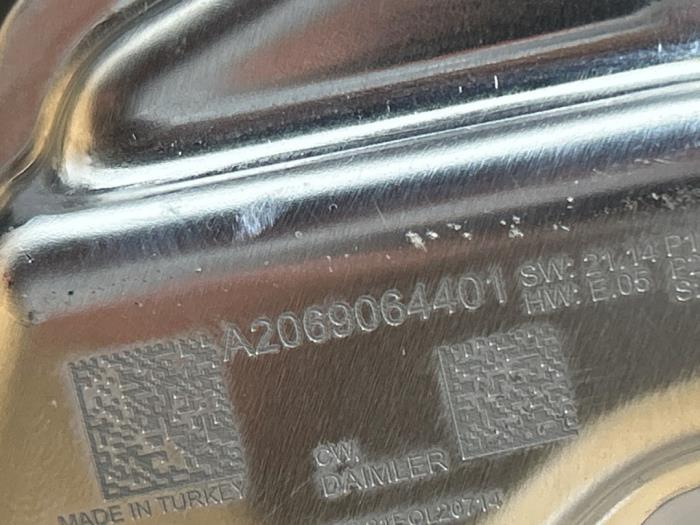 A2069064401
SW: 21.14
HW: E.05
CW:
DAIMLER
MADE IN TURKEY